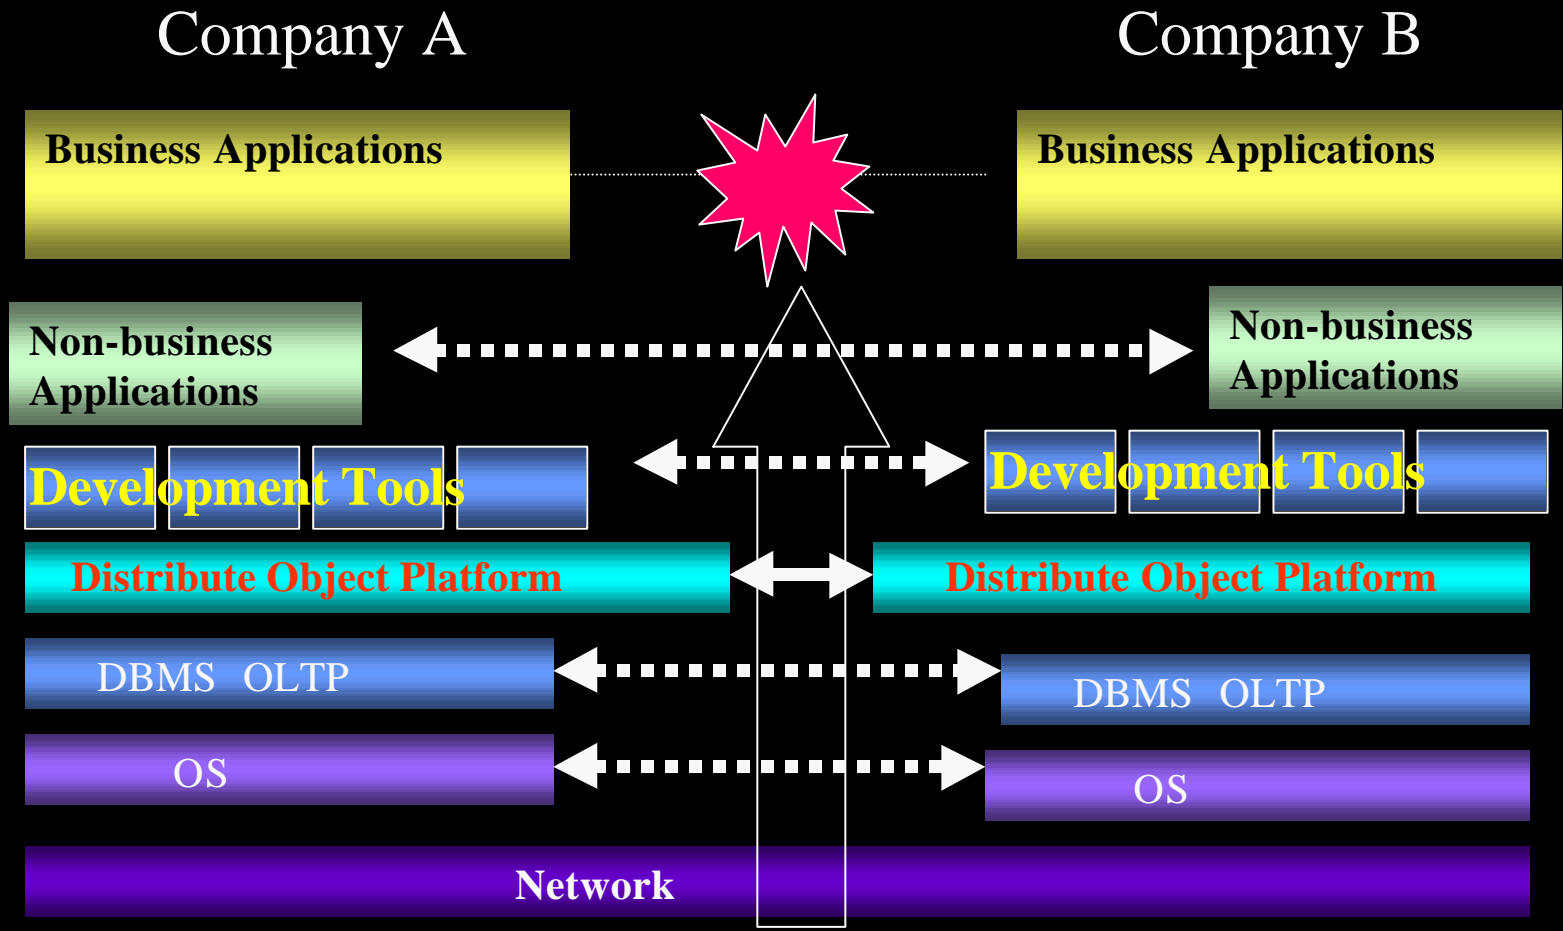 Company A
Company B
Business Applications
Business Applications
Non-business
Applications
Non-business
Applications
Development Tools
Development Tools
Distribute Object Platform
Distribute Object Platform
DBMS OLTP
DBMS OLTP
OS
OS
Network